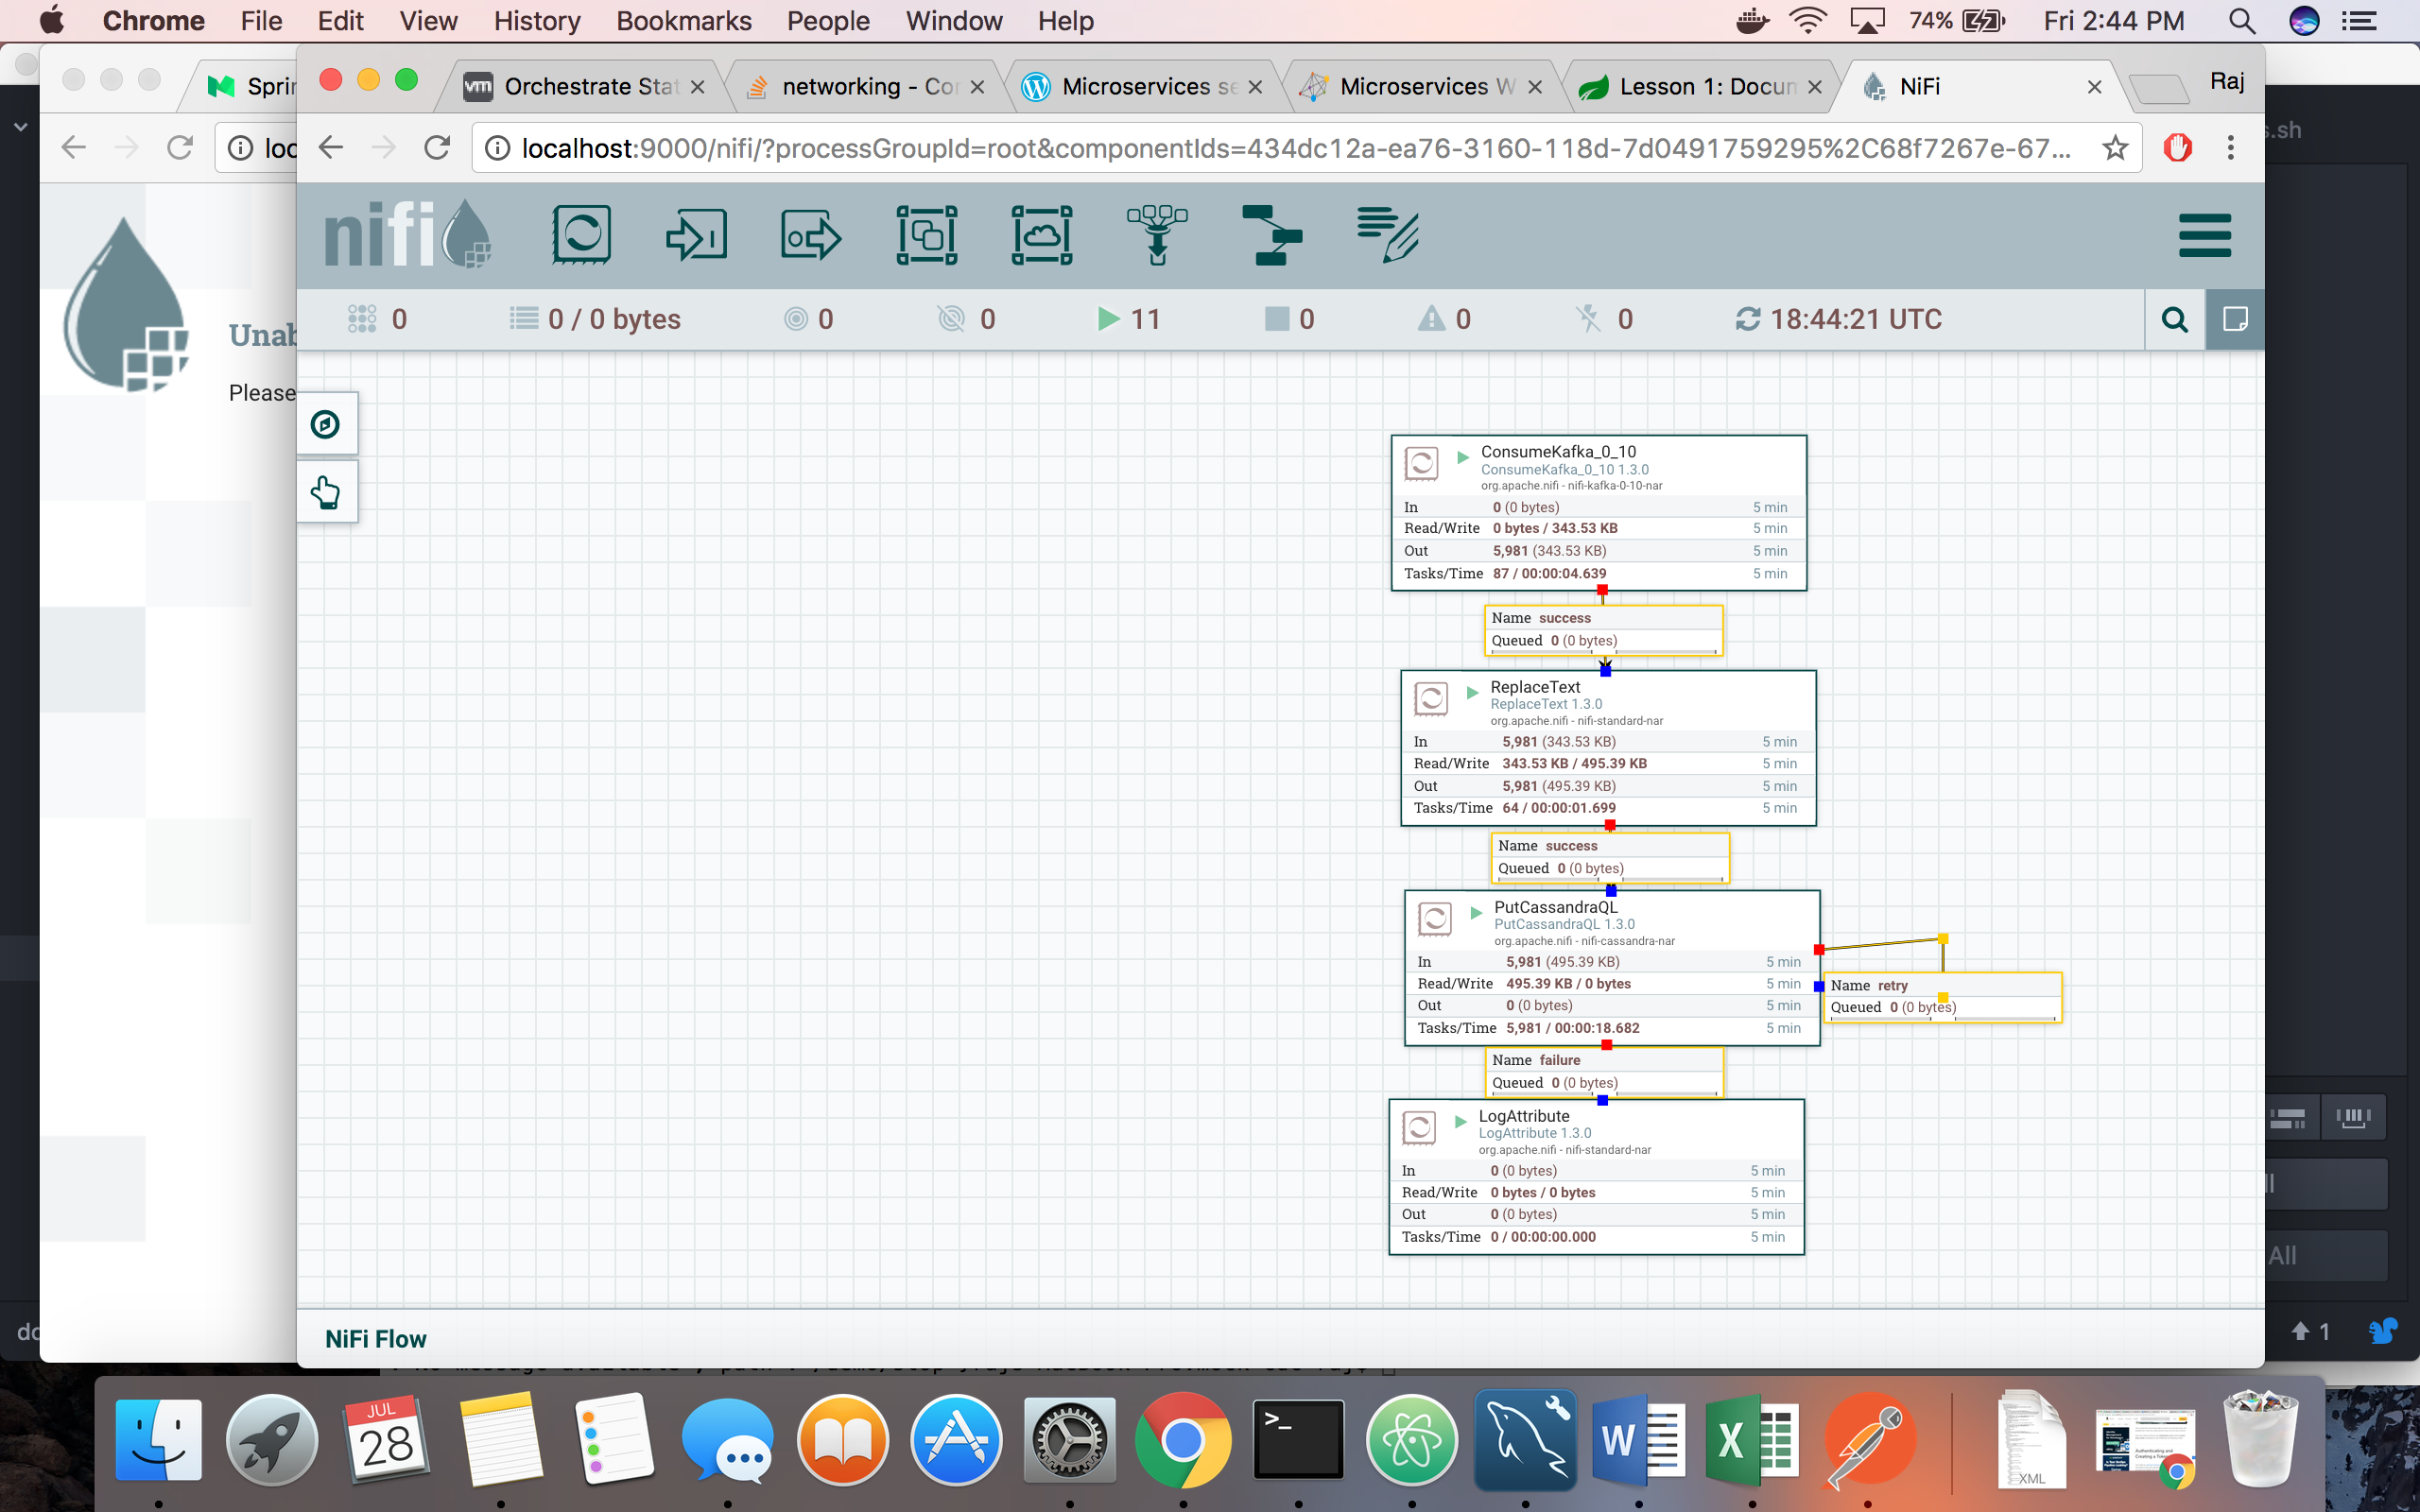 Chrome File Edit View History Bookmarks People Window Help 74% Fri 2:44 PM
Sprin
vm Orchestrate Stat networking - Con Microservices se Microservices W Lesson 1: Docum NiFi Raj
loc
localhost:9000/nifi/?processGroupId=root&componentIds=434dc12a-ea76-3160-118d-7d0491759295%2C68f7267e-67...
s.sh
nifi
0 0 / 0 bytes 0 0 11 0 0 0 18:44:21 UTC
Unab
Please
ConsumeKafka_0_10
ConsumeKafka_0_10 1.3.0
org.apache.nifi - nifi-kafka-0-10-nar
In 0 (0 bytes) 5 min
Read/Write 0 bytes / 343.53 KB 5 min
Out 5,981 (343.53 KB) 5 min
Tasks/Time 87 / 00:00:04.639 5 min
Name success
Queued 0 (0 bytes)
ReplaceText
ReplaceText 1.3.0
org.apache.nifi - nifi-standard-nar
In 5,981 (343.53 KB) 5 min
Read/Write 343.53 KB / 495.39 KB 5 min
Out 5,981 (495.39 KB) 5 min
Tasks/Time 64 / 00:00:01.699 5 min
Name success
Queued 0 (0 bytes)
PutCassandraQL
PutCassandraQL 1.3.0
org.apache.nifi - nifi-cassandra-nar
In 5,981 (495.39 KB) 5 min
Read/Write 495.39 KB / 0 bytes 5 min
Out 0 (0 bytes) 5 min
Tasks/Time 5,981 / 00:00:18.682 5 min
Name retry
Queued 0 (0 bytes)
Name failure
Queued 0 (0 bytes)
LogAttribute
LogAttribute 1.3.0
org.apache.nifi - nifi-standard-nar
In 0 (0 bytes) 5 min
Read/Write 0 bytes / 0 bytes 5 min
Out 0 (0 bytes) 5 min
Tasks/Time 0 / 00:00:00.000 5 min
All
NiFi Flow
1
JUL
28
>_
W
X
XML